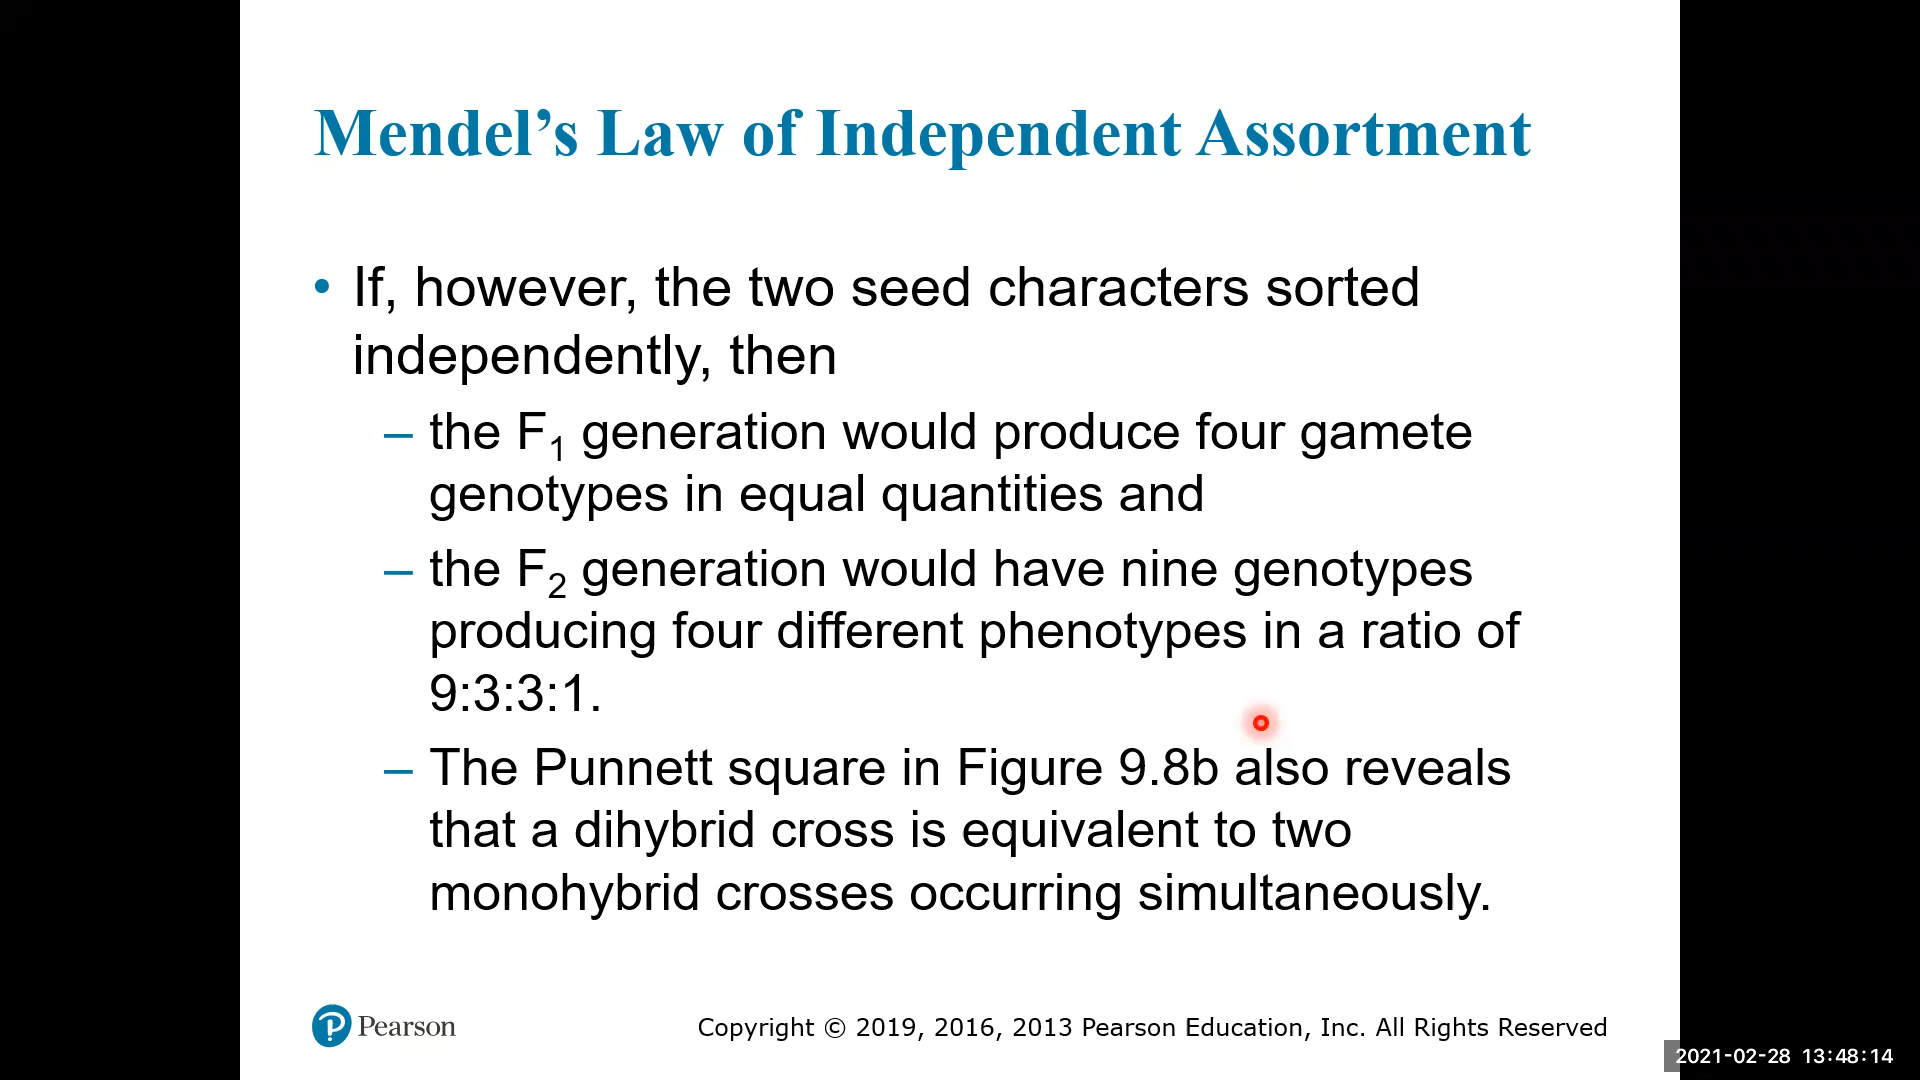 Mendel’s Law of Independent Assortment
• If, however, the two seed characters sorted
independently, then
– the F₁ generation would produce four gamete
genotypes in equal quantities and
– the F₂ generation would have nine genotypes
producing four different phenotypes in a ratio of
9:3:3:1.
– The Punnett square in Figure 9.8b also reveals
that a dihybrid cross is equivalent to two
monohybrid crosses occurring simultaneously.
Pearson
Copyright © 2019, 2016, 2013 Pearson Education, Inc. All Rights Reserved
2021-02-28 13:48:14